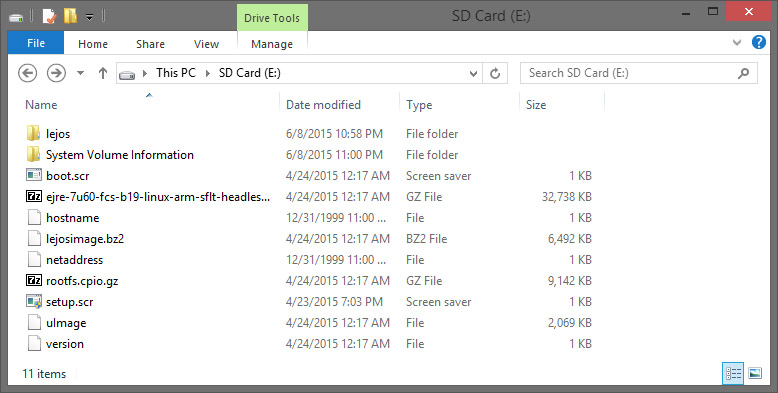 Drive Tools
SD Card (E:)
File Home Share View Manage
This PC SD Card (E:) Search SD Card (E:)
Name Date modified Type Size
lejos 6/8/2015 10:58 PM File folder
System Volume Information 6/8/2015 11:00 PM File folder
boot.scr 4/24/2015 12:17 AM Screen saver 1 KB
ejre-7u60-fcs-b19-linux-arm-sflt-headles... 4/24/2015 12:17 AM GZ File 32,738 KB
hostname 12/31/1999 11:00 ... File 1 KB
lejosimage.bz2 4/24/2015 12:17 AM BZ2 File 6,492 KB
netaddress 12/31/1999 11:00 ... File 1 KB
rootfs.cpio.gz 4/24/2015 12:17 AM GZ File 9,142 KB
setup.scr 4/23/2015 7:03 PM Screen saver 1 KB
uImage 4/24/2015 12:17 AM File 2,069 KB
version 4/24/2015 12:17 AM File 1 KB
11 items